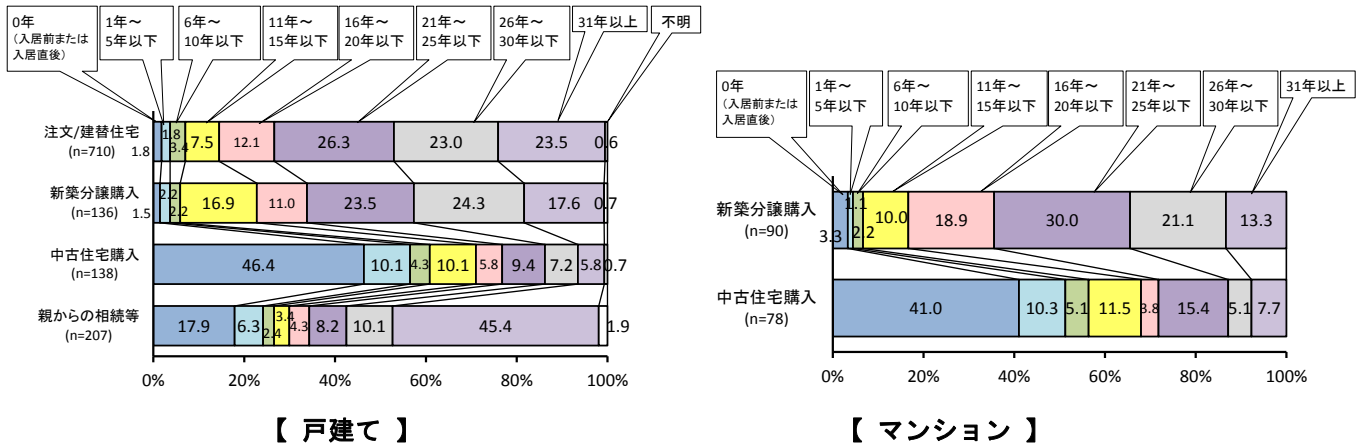 0年
(入居前または
入居直後)
1年～
5年以下
6年～
10年以下
11年～
15年以下
16年～
20年以下
21年～
25年以下
26年～
30年以下
31年以上
不明
注文/建替住宅
(n=710)
1.8
1.8
3.4
7.5
12.1
26.3
23.0
23.5
0.6
新築分譲購入
(n=136)
1.5
2.2
2.2
16.9
11.0
23.5
24.3
17.6
0.7
中古住宅購入
(n=138)
46.4
10.1
4.3
10.1
5.8
9.4
7.2
5.8
0.7
親からの相続等
(n=207)
17.9
6.3
2.4
3.4
4.3
8.2
10.1
45.4
1.9
0%
20%
40%
60%
80%
100%
【 戸建て 】
0年
(入居前または
入居直後)
1年～
5年以下
6年～
10年以下
11年～
15年以下
16年～
20年以下
21年～
25年以下
26年～
30年以下
31年以上
新築分譲購入
(n=90)
3.3
1.1
2.2
10.0
18.9
30.0
21.1
13.3
中古住宅購入
(n=78)
41.0
10.3
5.1
11.5
3.8
15.4
5.1
7.7
0%
20%
40%
60%
80%
100%
【 マンション 】